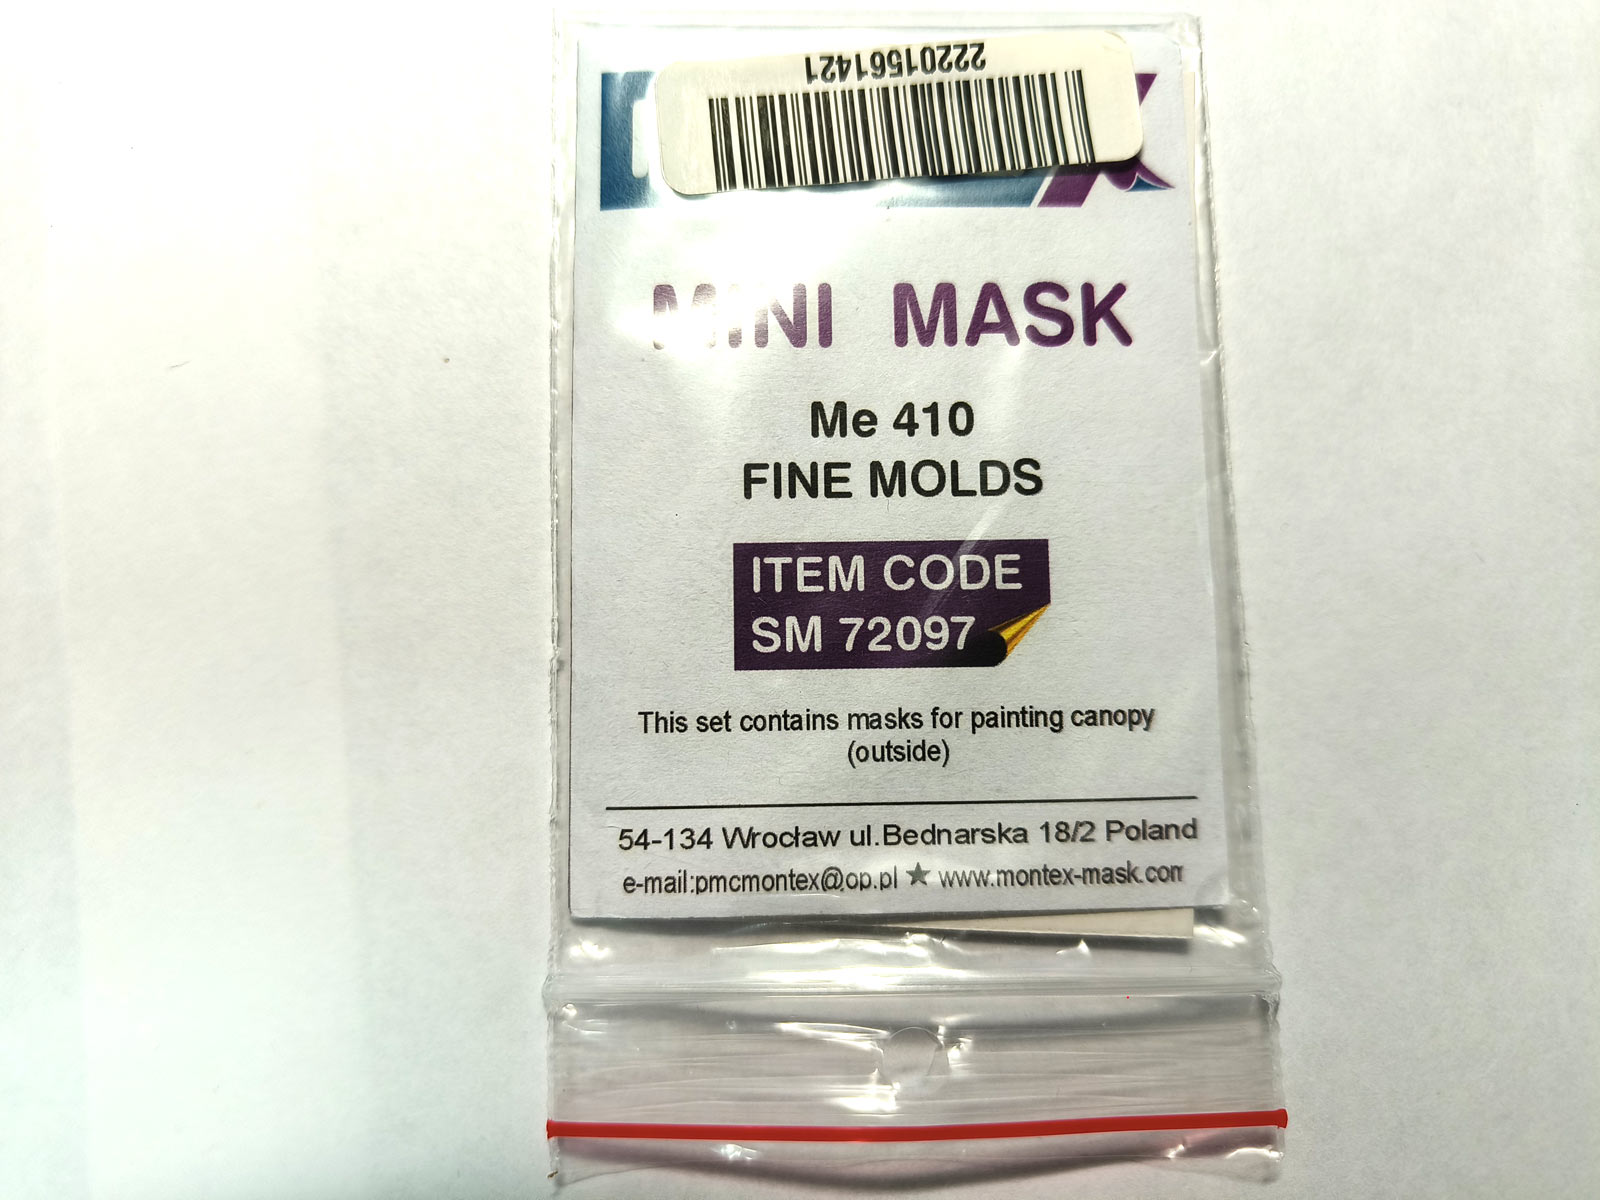 22201561421
MINI MASK
Me 410
FINE MOLDS
ITEM CODE
SM 72097
This set contains masks for painting canopy
(outside)
54-134 Wrocław ul.Bednarska 18/2 Poland
e-mail:pmcmontex@op.pl ★ www.montex-mask.com